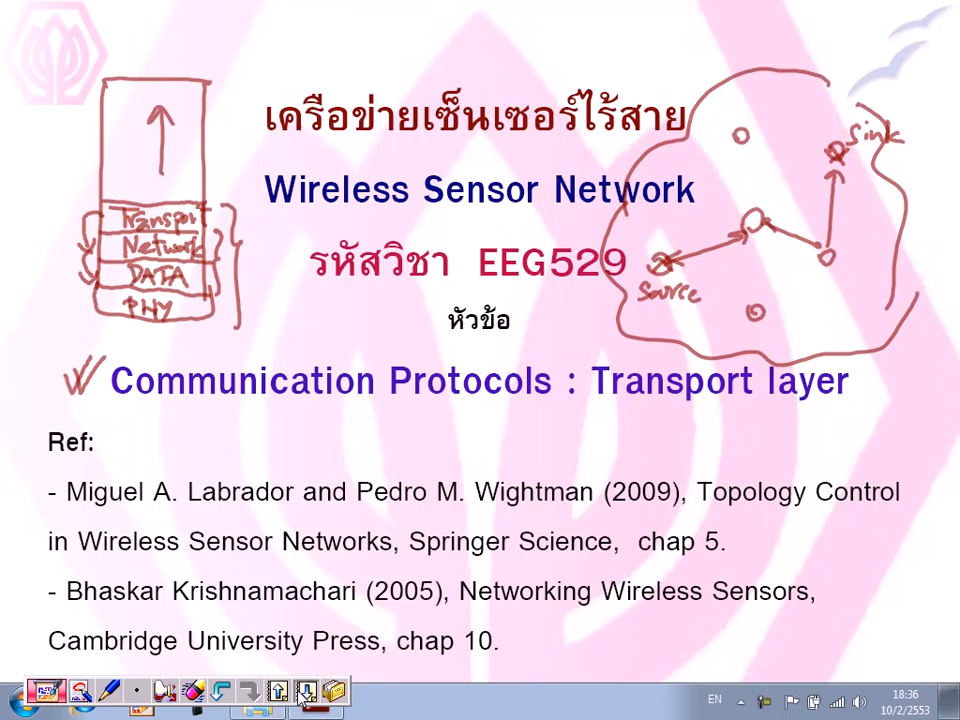 เครือข่ายเซ็นเซอร์ไร้สาย
Wireless Sensor Network
รหัสวิชา EEG529
หัวข้อ
Communication Protocols : Transport layer
Ref:
- Miguel A. Labrador and Pedro M. Wightman (2009), Topology Control
in Wireless Sensor Networks, Springer Science, chap 5.
- Bhaskar Krishnamachari (2005), Networking Wireless Sensors,
Cambridge University Press, chap 10.
Transport
Network
DATA
PHY
Sink
Source
EN
18:36
10/2/2553